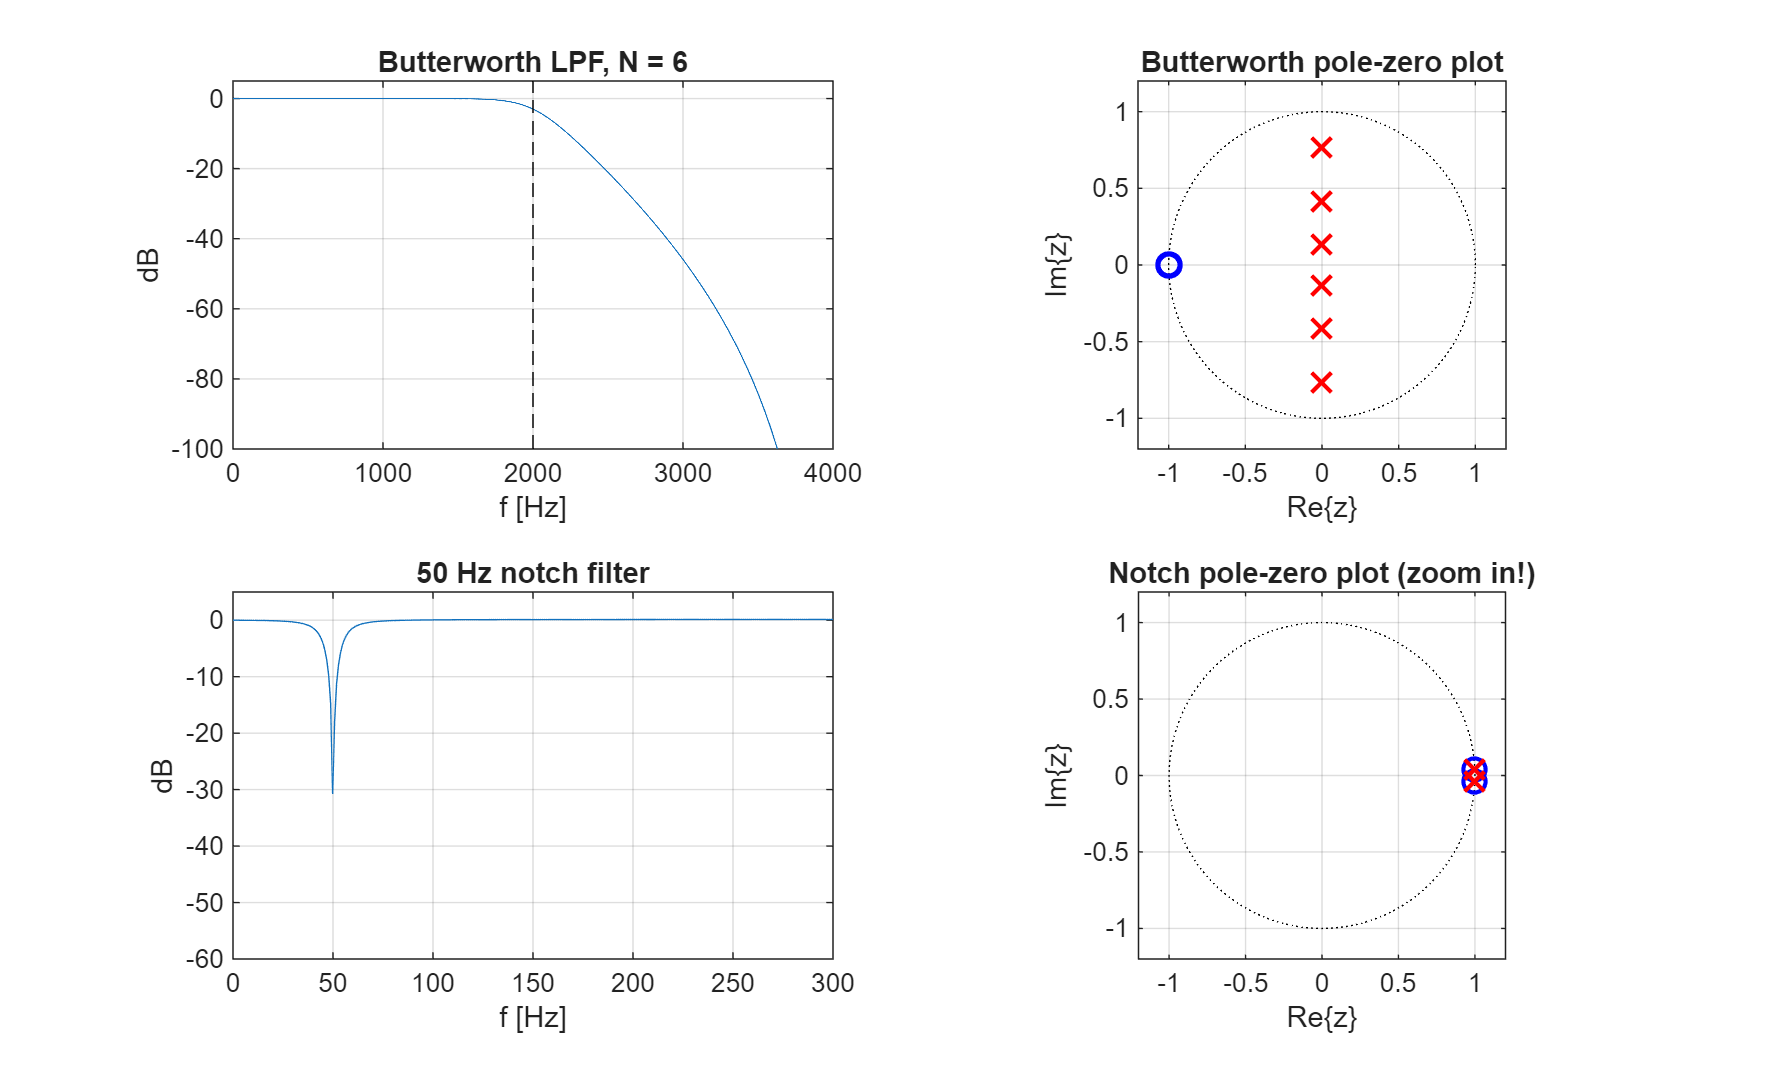 Butterworth LPF, N = 6
0
-20
-40
-60
-80
-100
dB
0 1000 2000 3000 4000
f [Hz]
Butterworth pole-zero plot
1
0.5
0
-0.5
-1
Im{z}
-1 -0.5 0 0.5 1
Re{z}
50 Hz notch filter
0
-10
-20
-30
-40
-50
-60
dB
0 50 100 150 200 250 300
f [Hz]
Notch pole-zero plot (zoom in!)
1
0.5
0
-0.5
-1
Im{z}
-1 -0.5 0 0.5 1
Re{z}